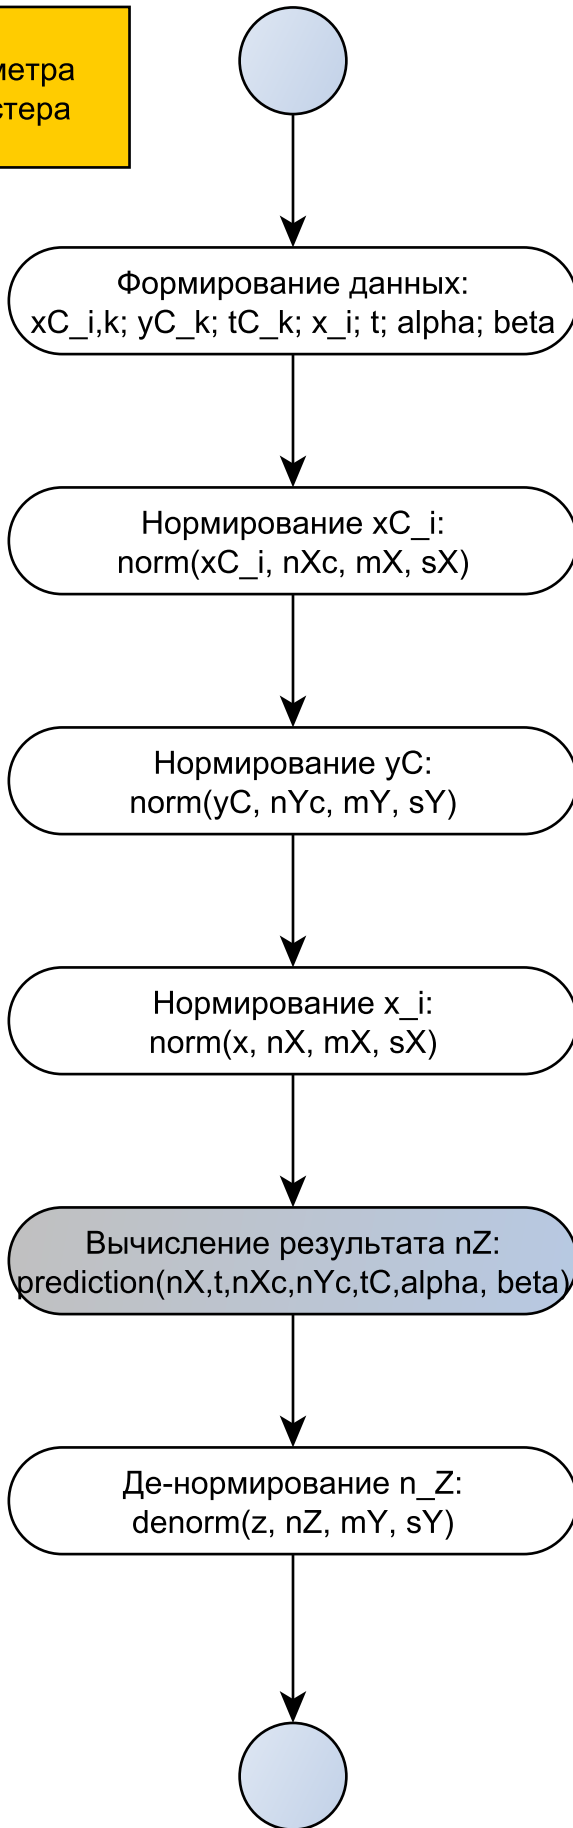 Формирование данных:
xC_i,k; yC_k; tC_k; x_i; t; alpha; beta
Нормирование xC_i:
norm(xC_i, nXc, mX, sX)
Нормирование yC:
norm(yC, nYc, mY, sY)
Нормирование x_i:
norm(x, nX, mX, sX)
Вычисление результата nZ:
prediction(nX,t,nXc,nYc,tC,alpha, beta)
Де-нормирование n_Z:
denorm(z, nZ, mY, sY)